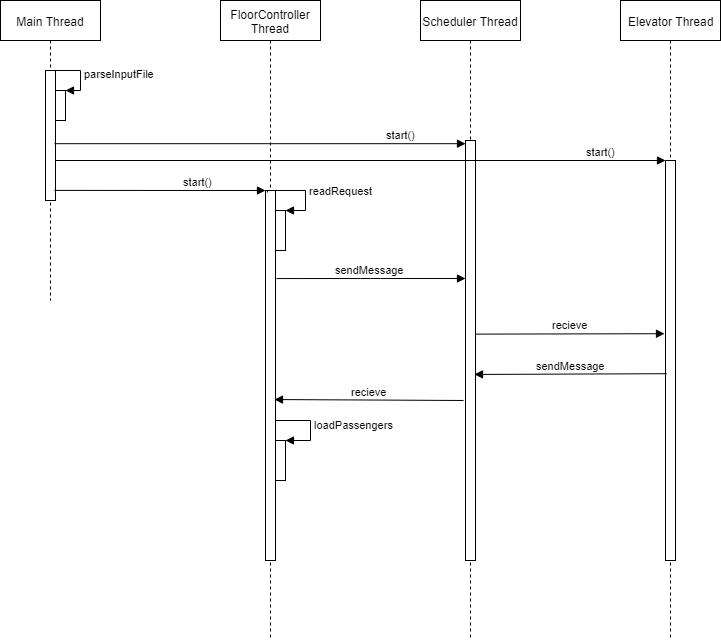 Main Thread
FloorController
Thread
Scheduler Thread
Elevator Thread
parseInputFile
start()
start()
start()
readRequest
sendMessage
recieve
sendMessage
recieve
loadPassengers